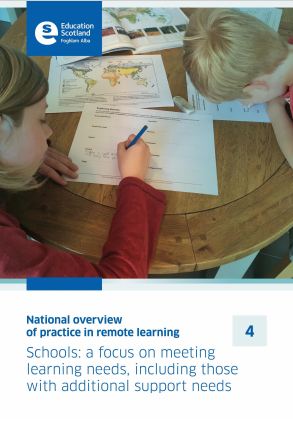 Education
Scotland
Foghlam Alba
National overview
of practice in remote learning
4
Schools: a focus on meeting
learning needs, including those
with additional support needs